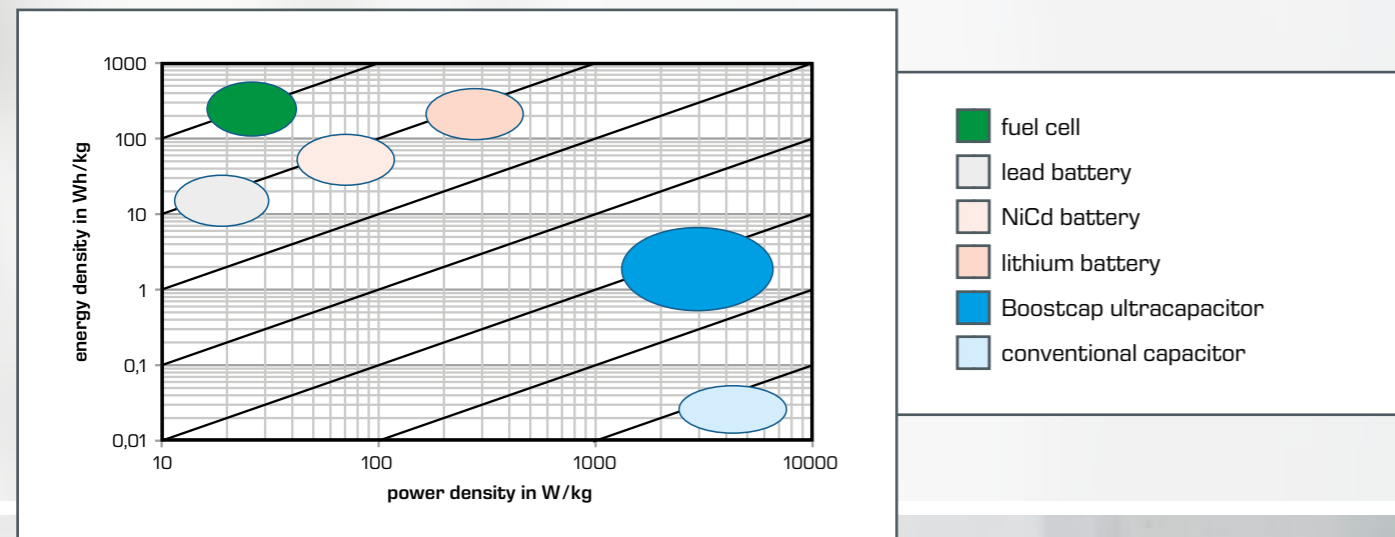 1000
100
10
1
0,1
0,01
energy density in Wh/kg
10 100 1000 10000
power density in W/kg
fuel cell
lead battery
NiCd battery
lithium battery
Boostcap ultracapacitor
conventional capacitor